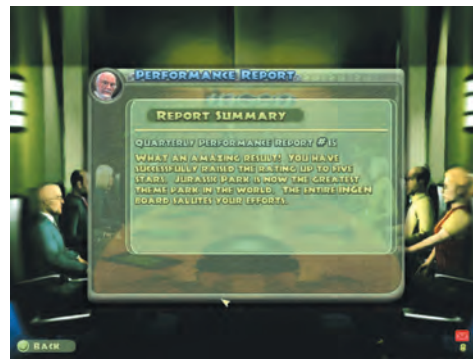 PERFORMANCE REPORT
REPORT SUMMARY
QUARTERLY PERFORMANCE REPORT #15
WHAT AN AMAZING RESULT! YOU HAVE
SUCCESSFULLY RAISED THE RATING UP TO FIVE
STARS. JURASSIC PARK IS NOW THE GREATEST
THEME PARK IN THE WORLD. THE ENTIRE INGEN
BOARD SALUTES YOUR EFFORTS.
BACK
8